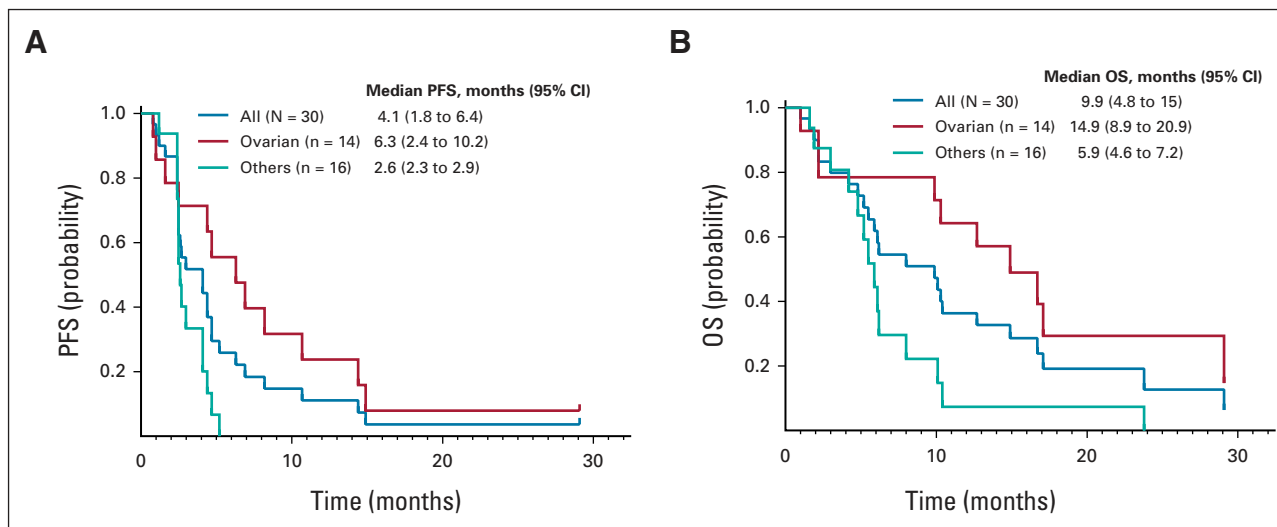 A
Median PFS, months (95% CI)
All (N = 30) 4.1 (1.8 to 6.4)
Ovarian (n = 14) 6.3 (2.4 to 10.2)
Others (n = 16) 2.6 (2.3 to 2.9)
PFS (probability)
1.0
0.8
0.6
0.4
0.2
0 10 20 30
Time (months)
B
Median OS, months (95% CI)
All (N = 30) 9.9 (4.8 to 15)
Ovarian (n = 14) 14.9 (8.9 to 20.9)
Others (n = 16) 5.9 (4.6 to 7.2)
OS (probability)
1.0
0.8
0.6
0.4
0.2
0 10 20 30
Time (months)